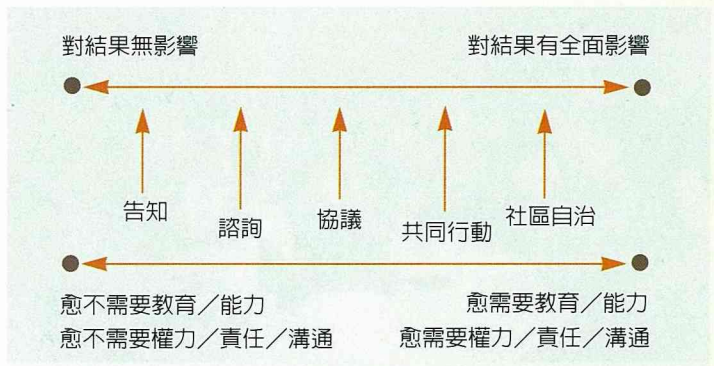 對結果無影響
對結果有全面影響
告知
諮詢
協議
共同行動
社區自治
愈不需要教育／能力
愈不需要權力／責任／溝通
愈需要教育／能力
愈需要權力／責任／溝通